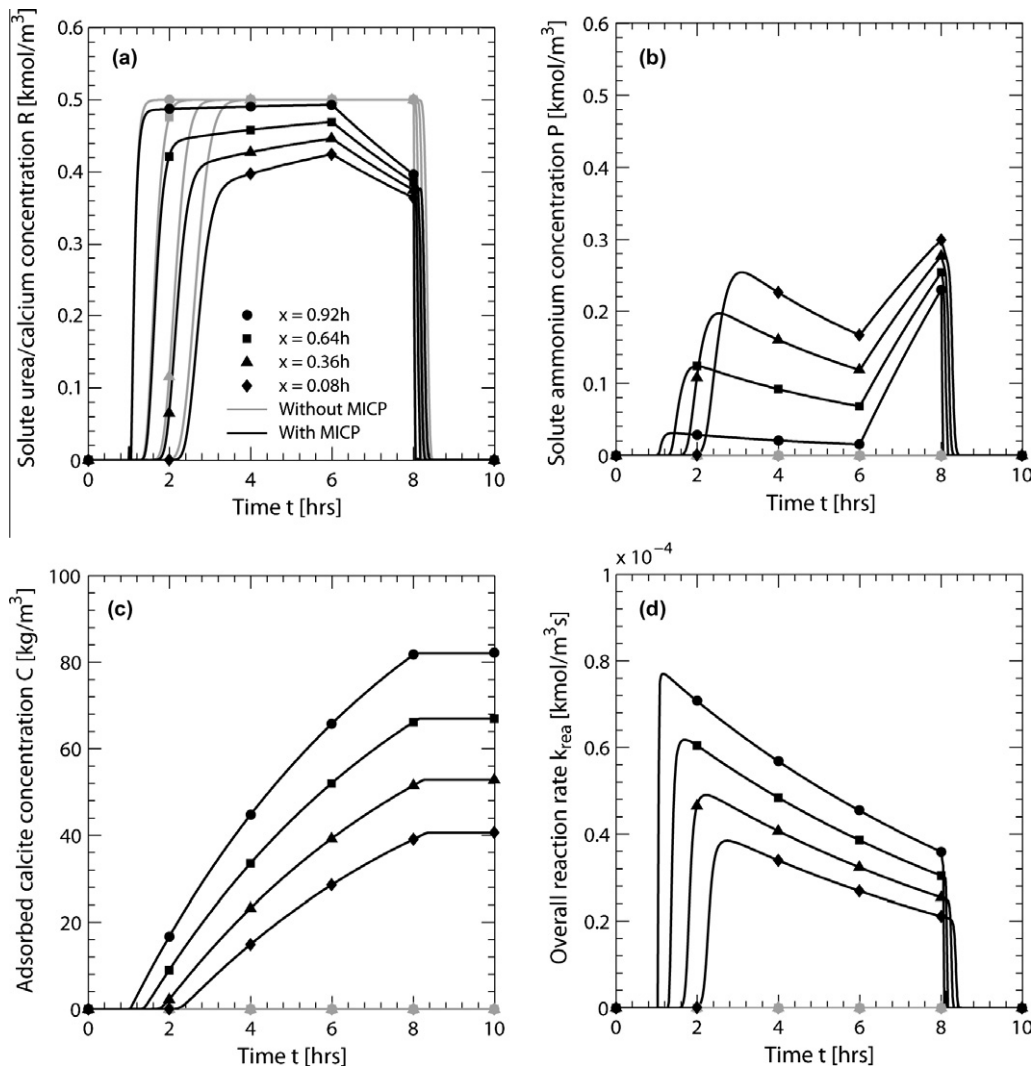 (a)
Solute urea/calcium concentration R [kmol/m³]
0.6
0.5
0.4
0.3
0.2
0.1
0
x = 0.92h
x = 0.64h
x = 0.36h
x = 0.08h
Without MICP
With MICP
0 2 4 6 8 10
Time t [hrs]
(b)
Solute ammonium concentration P [kmol/m³]
0.6
0.5
0.4
0.3
0.2
0.1
0
0 2 4 6 8 10
Time t [hrs]
(c)
Adsorbed calcite concentration C [kg/m³]
100
80
60
40
20
0
0 2 4 6 8 10
Time t [hrs]
x 10⁻⁴
(d)
Overall reaction rate k_rea [kmol/m³s]
1
0.8
0.6
0.4
0.2
0
0 2 4 6 8 10
Time t [hrs]